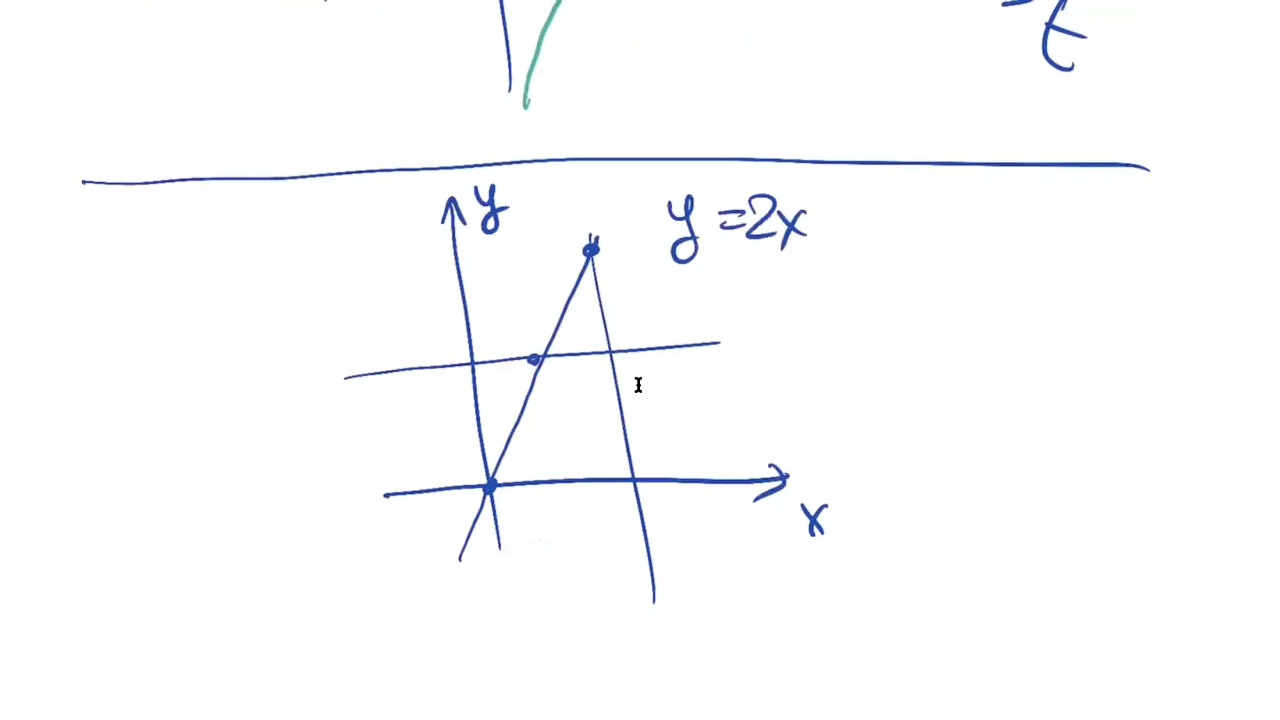 t
y
y = 2x
x